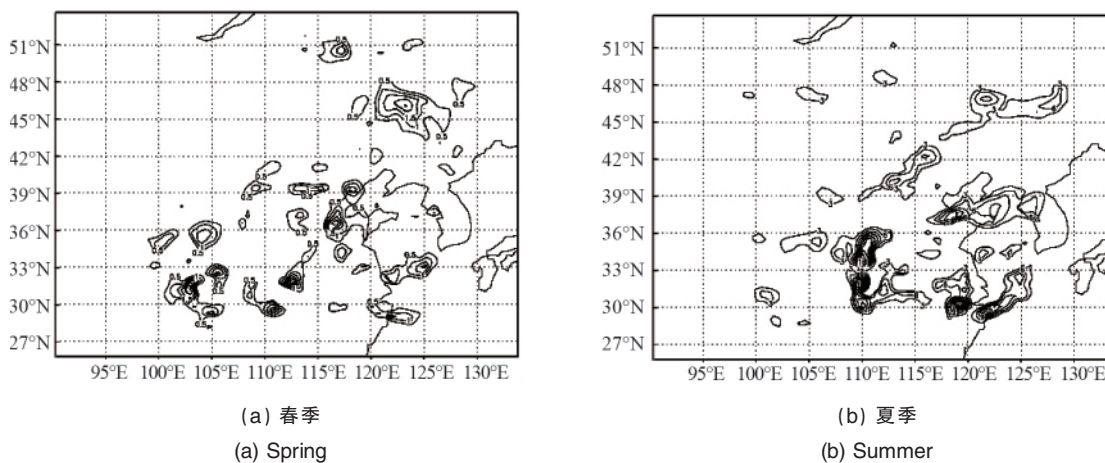 51°N
48°N
45°N
42°N
39°N
36°N
33°N
30°N
27°N
95°E 100°E 105°E 110°E 115°E 120°E 125°E 130°E
(a) 春季
(a) Spring
51°N
48°N
45°N
42°N
39°N
36°N
33°N
30°N
27°N
95°E 100°E 105°E 110°E 115°E 120°E 125°E 130°E
(b) 夏季
(b) Summer